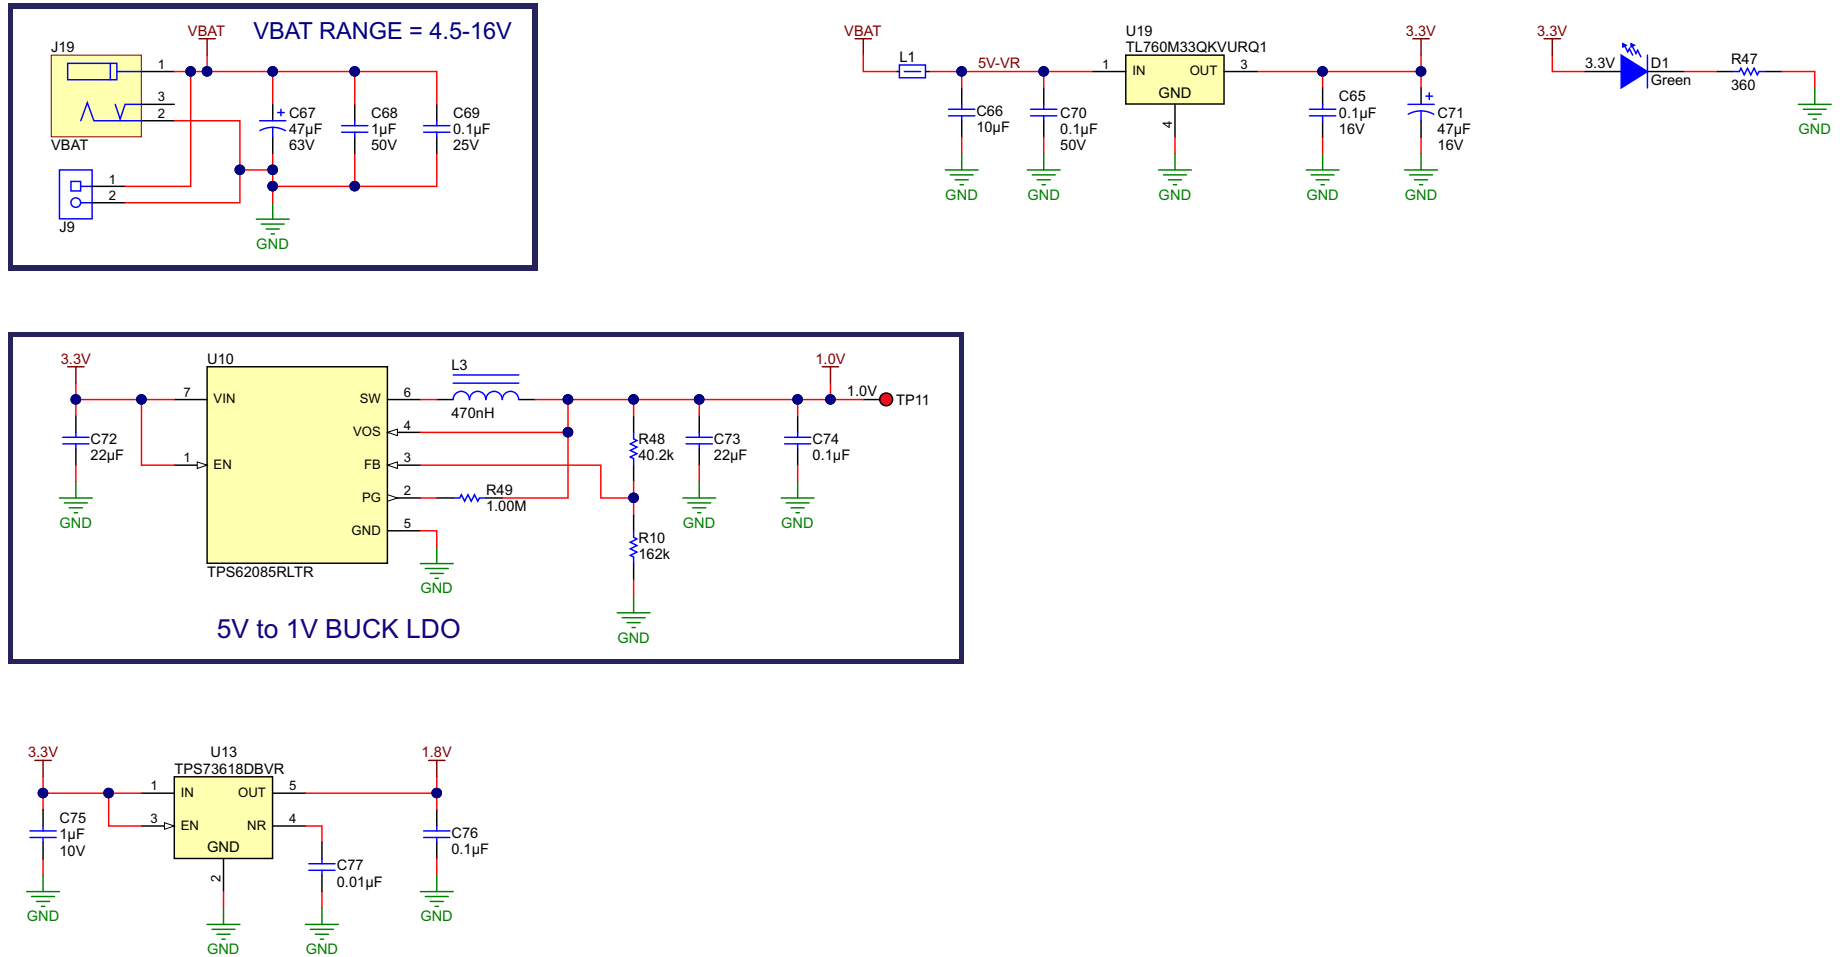 VBAT RANGE = 4.5-16V
VBAT
J19
1
3
2
VBAT
C67
47µF
63V
C68
1µF
50V
C69
0.1µF
25V
1
2
J9
GND
VBAT
L1
5V-VR
C66
10µF
GND
C70
0.1µF
50V
GND
U19
TL760M33QKVURQ1
1
IN
OUT
3
GND
4
GND
3.3V
C65
0.1µF
16V
GND
C71
47µF
16V
GND
3.3V
3.3V
D1
Green
R47
360
GND
3.3V
C72
22µF
GND
U10
7
VIN
1
EN
SW
6
VOS
4
FB
3
PG
2
GND
5
TPS62085RLTR
GND
L3
470nH
R49
1.00M
R48
40.2k
R10
162k
GND
C73
22µF
GND
C74
0.1µF
GND
1.0V
1.0V
TP11
5V to 1V BUCK LDO
3.3V
C75
1µF
10V
GND
U13
TPS73618DBVR
1
IN
OUT
5
3
EN
NR
4
GND
2
GND
C77
0.01µF
GND
1.8V
C76
0.1µF
GND